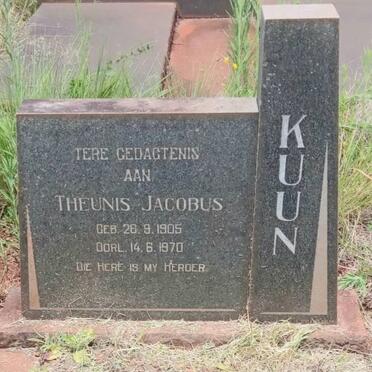 TERE GEDAGTENIS
AAN
THEUNIS JACOBUS
GEB. 26.9.1905
OORL. 14.6.1970
DIE HERE IS MY HERDER
KUUN